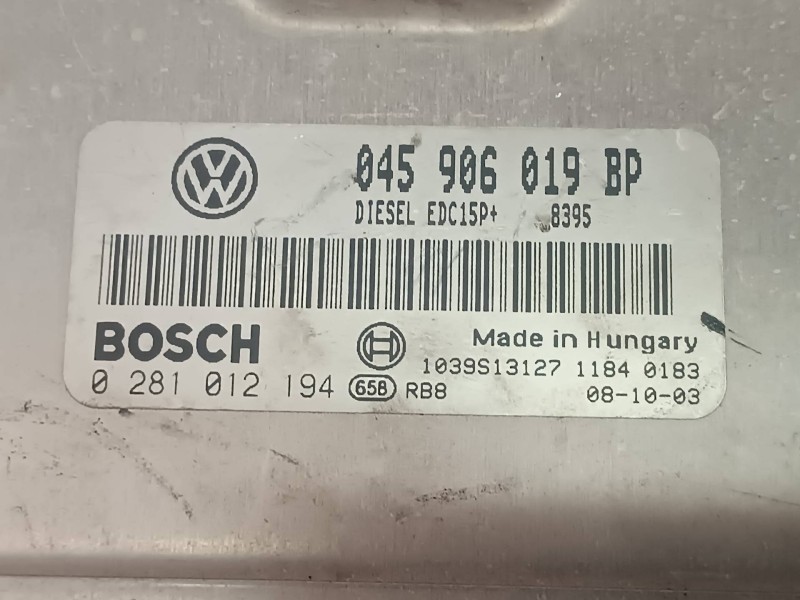 045 906 019 BP
DIESEL EDC15P+ 8395
BOSCH
Made in Hungary
1039S13127 1184 0183
0 281 012 194 65B RB8 08-10-03